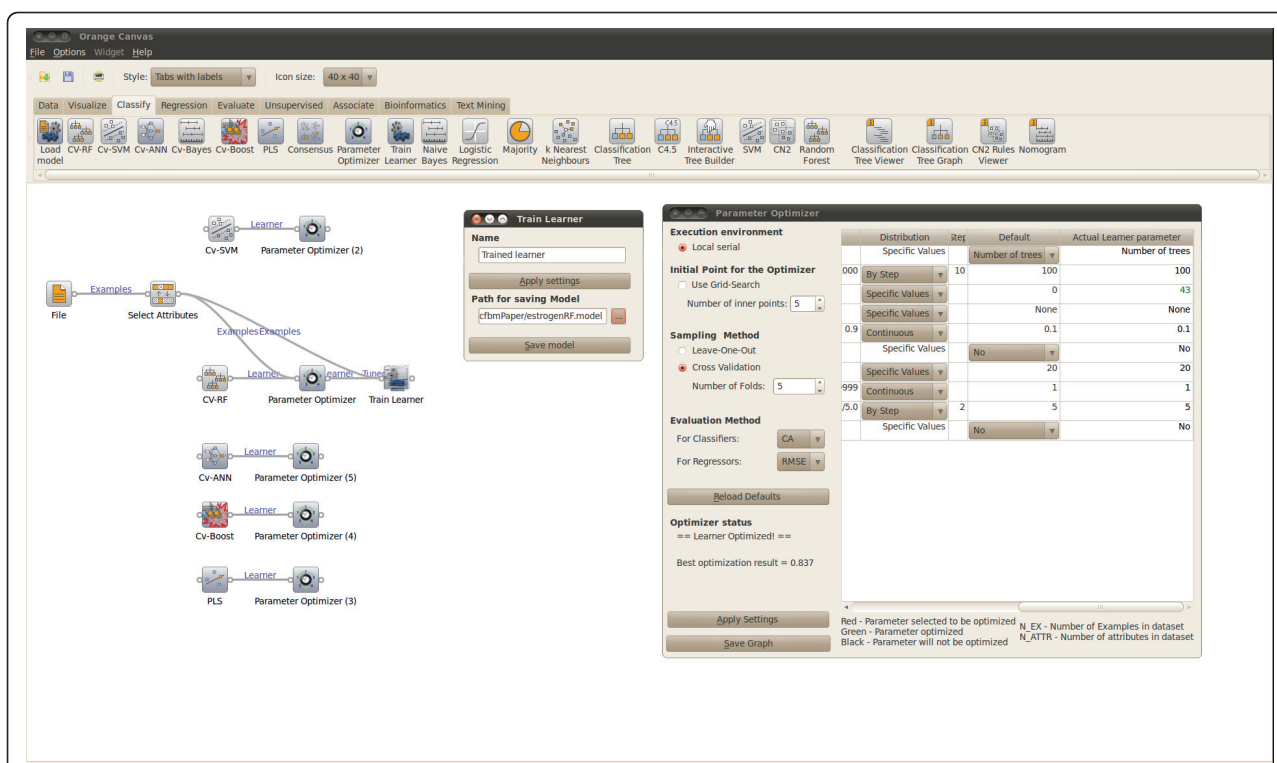 Orange Canvas
File Options Widget Help
Style: Tabs with labels Icon size: 40 x 40
Data Visualize Classify Regression Evaluate Unsupervised Associate Bioinformatics Text Mining
Load model CV-RF Cv-SVM Cv-ANN Cv-Bayes Cv-Boost PLS Consensus Parameter Optimizer Train Learner Naive Bayes Logistic Regression Majority k Nearest Neighbours Classification Tree C4.5 Interactive Tree Builder SVM CN2 Random Forest Classification Tree Viewer Classification Tree Graph CN2 Rules Viewer Nomogram
Learner
Cv-SVM Parameter Optimizer (2)
Examples
File Select Attributes
Examples Examples
Learner Learner
CV-RF Parameter Optimizer Train Learner
Learner
Cv-ANN Parameter Optimizer (5)
Learner
Cv-Boost Parameter Optimizer (4)
Learner
PLS Parameter Optimizer (3)
Train Learner
Name
Trained learner
Apply settings
Path for saving Model
cfbmPaper/estrogenRF.model ...
Save model
Parameter Optimizer
Execution environment
Local serial
Initial Point for the Optimizer
Use Grid-Search
Number of inner points: 5
Sampling Method
Leave-One-Out
Cross Validation
Number of Folds: 5
Evaluation Method
For Classifiers: CA
For Regressors: RMSE
Reload Defaults
Optimizer status
== Learner Optimized! ==
Best optimization result = 0.837
Apply Settings
Save Graph
Distribution Step Default Actual Learner parameter
Specific Values Number of trees Number of trees
000 By Step 10 100 100
Specific Values 0 43
Specific Values None None
0.9 Continuous 0.1 0.1
Specific Values No No
Specific Values 20 20
999 Continuous 1 1
/5.0 By Step 2 5 5
Specific Values No No
Red - Parameter selected to be optimized
Green - Parameter optimized
Black - Parameter will not be optimized
N_EX - Number of Examples in dataset
N_ATTR - Number of attributes in dataset